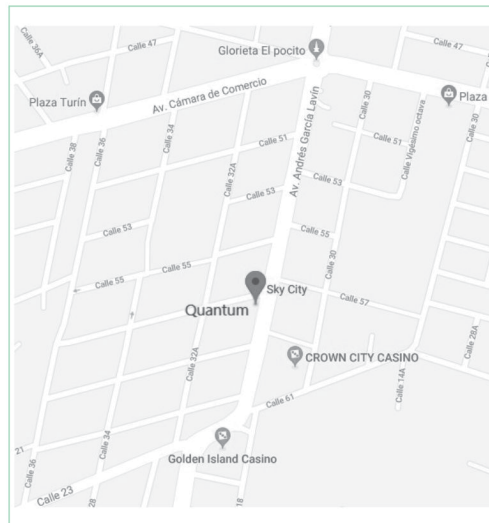 Calle 47
Calle 36A
Glorieta El pocito
Calle 47
Plaza Turín
Av. Cámara de Comercio
Calle 30
Plaza
Calle 34
Calle 36
Calle 38
Calle 51
Calle 32A
Av. Andrés García Lavín
Calle 51
Calle Vigésimo octava
Calle 30
Calle 53
Calle 53
Calle 53
Calle 55
Calle 30
Calle 55
Calle 55
Sky City
Quantum
Calle 57
Calle 32A
CROWN CITY CASINO
Calle 28A
Calle 14A
Calle 61
21
Calle 36
Calle 34
Golden Island Casino
Calle 23
28
18